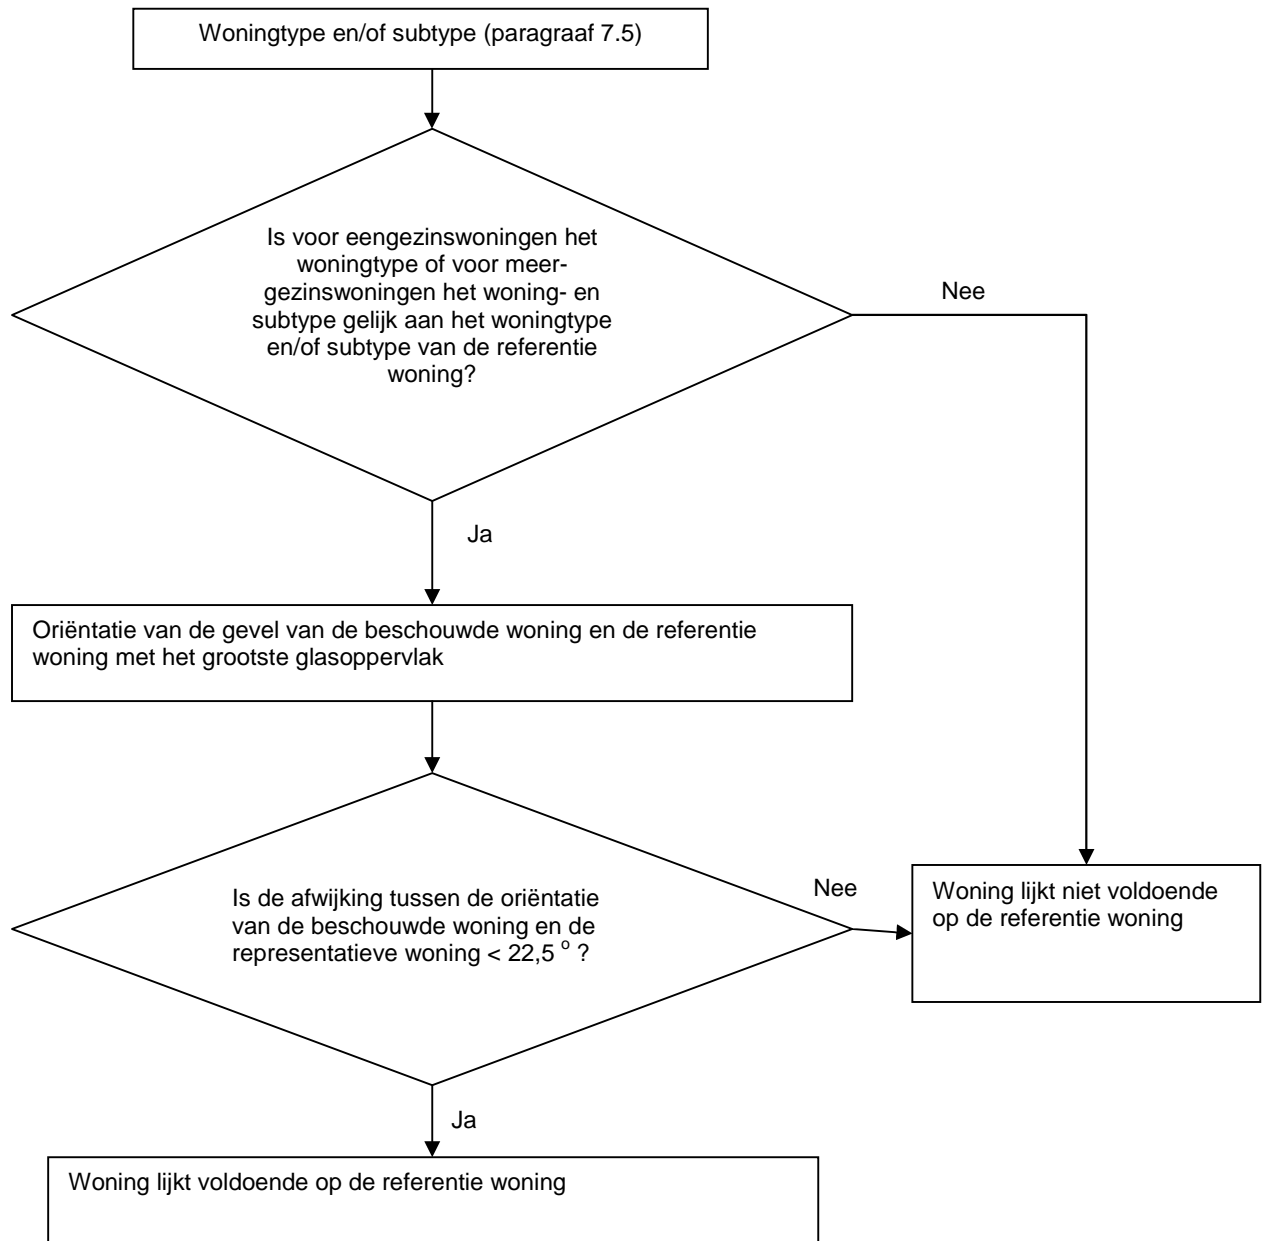 Woningtype en/of subtype (paragraaf 7.5)
Is voor eengezinswoningen het
woningtype of voor meer-
gezinswoningen het woning- en
subtype gelijk aan het woningtype
en/of subtype van de referentie
woning?
Nee
Ja
Oriëntatie van de gevel van de beschouwde woning en de referentie
woning met het grootste glasoppervlak
Is de afwijking tussen de oriëntatie
van de beschouwde woning en de
representatieve woning < 22,5 º ?
Nee
Woning lijkt niet voldoende
op de referentie woning
Ja
Woning lijkt voldoende op de referentie woning